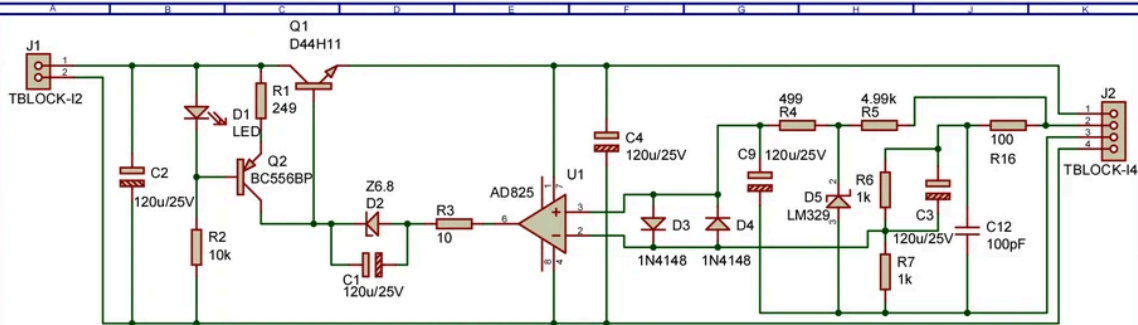 A B C D E F G H J K
Q1
D44H11
J1
1
2
TBLOCK-I2
R1
249
D1
LED
Q2
BC556BP
C2
120u/25V
R2
10k
Z6.8
D2
C1
120u/25V
R3
10
AD825
U1
1
7
6
3
2
8
4
+
−
C4
120u/25V
D3
1N4148
D4
1N4148
C9
120u/25V
499
R4
4.99k
R5
D5
LM329
2
3
R6
1k
C3
120u/25V
R7
1k
C12
100pF
100
R16
J2
1
2
3
4
TBLOCK-I4